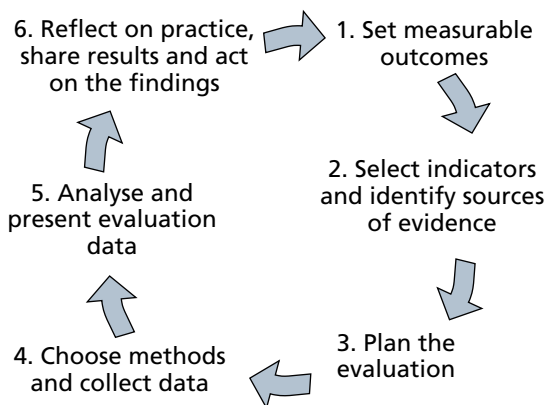 1. Set measurable
outcomes
2. Select indicators
and identify sources
of evidence
3. Plan the
evaluation
4. Choose methods
and collect data
5. Analyse and
present evaluation
data
6. Reflect on practice,
share results and act
on the findings